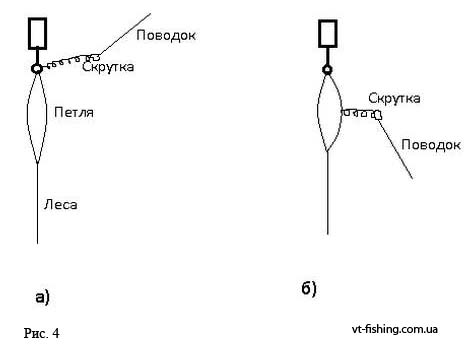 Поводок
Скрутка
Петля
Леса
Скрутка
Поводок
а)
б)
Рис. 4
vt-fishing.com.ua